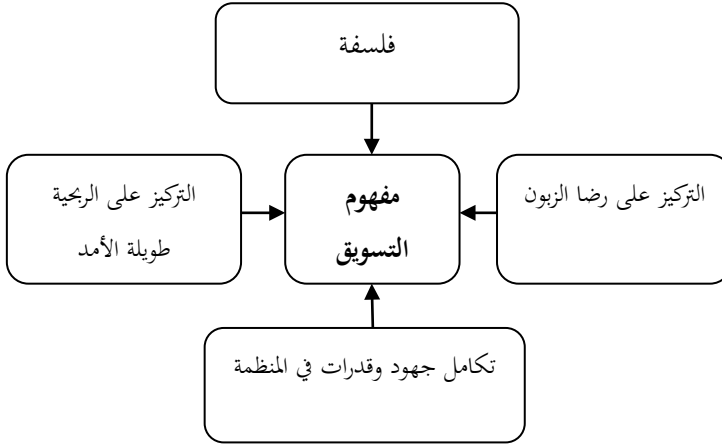 فلسفة
التركيز على رضا الزبون
مفهوم
التسويق
التركيز على الربحية
طويلة الأمد
تكامل جهود وقدرات في المنظمة